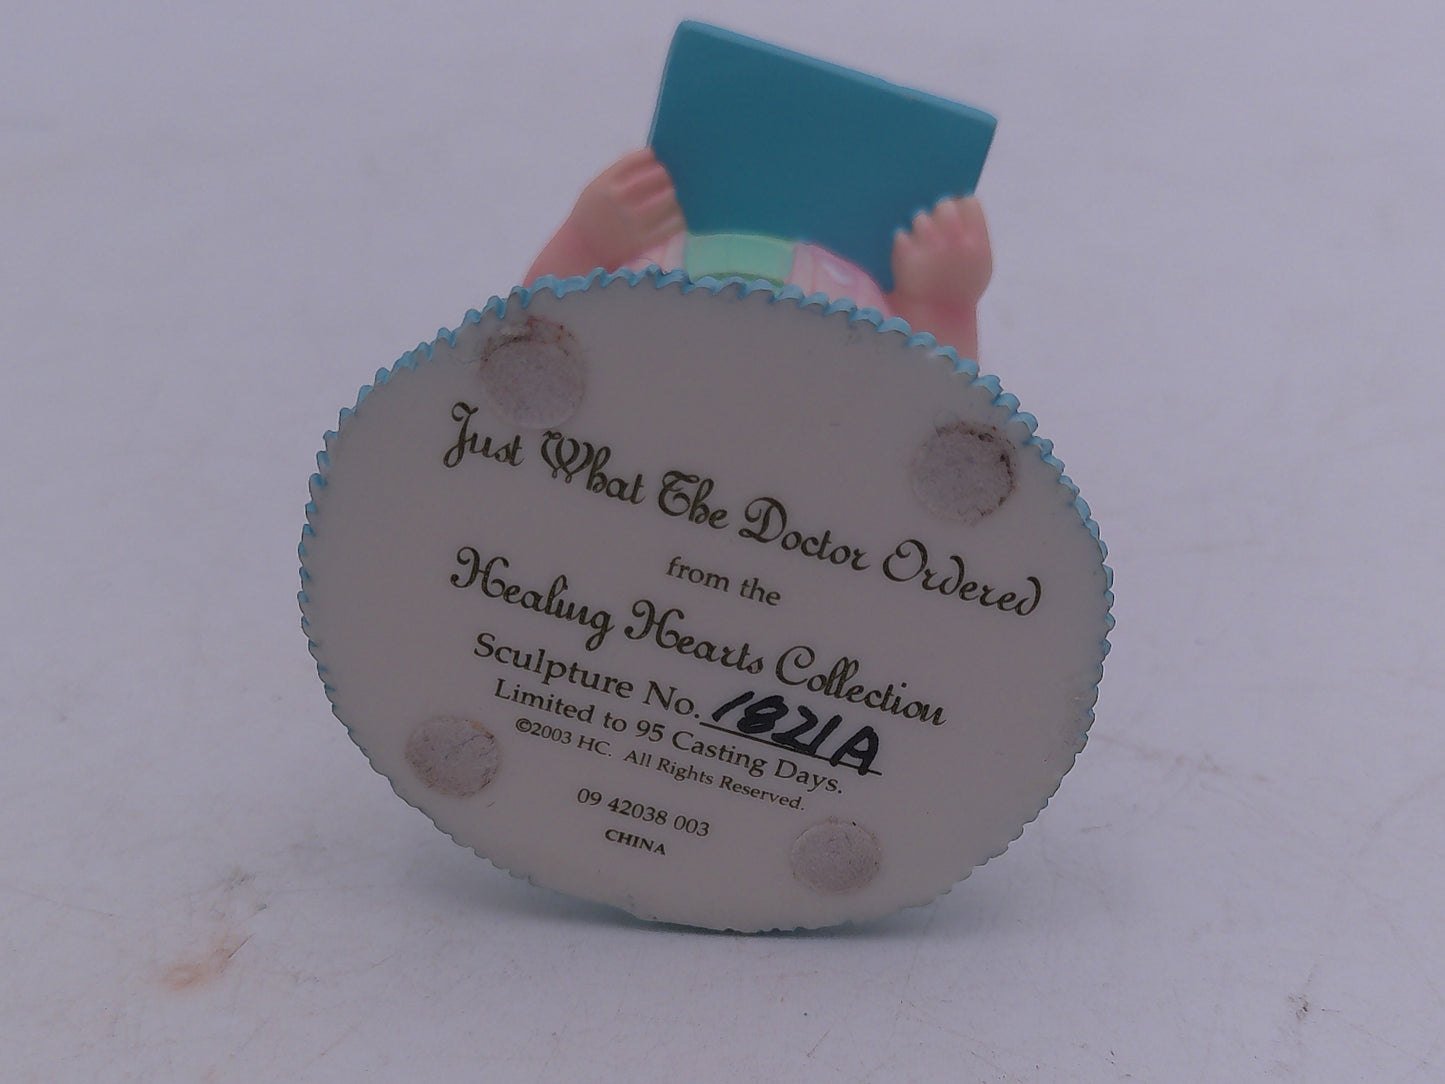 Just What The Doctor Ordered
from the
Healing Hearts Collection
Sculpture No. 1821A
Limited to 95 Casting Days.
©2003 HC. All Rights Reserved.
09 42038 003
CHINA